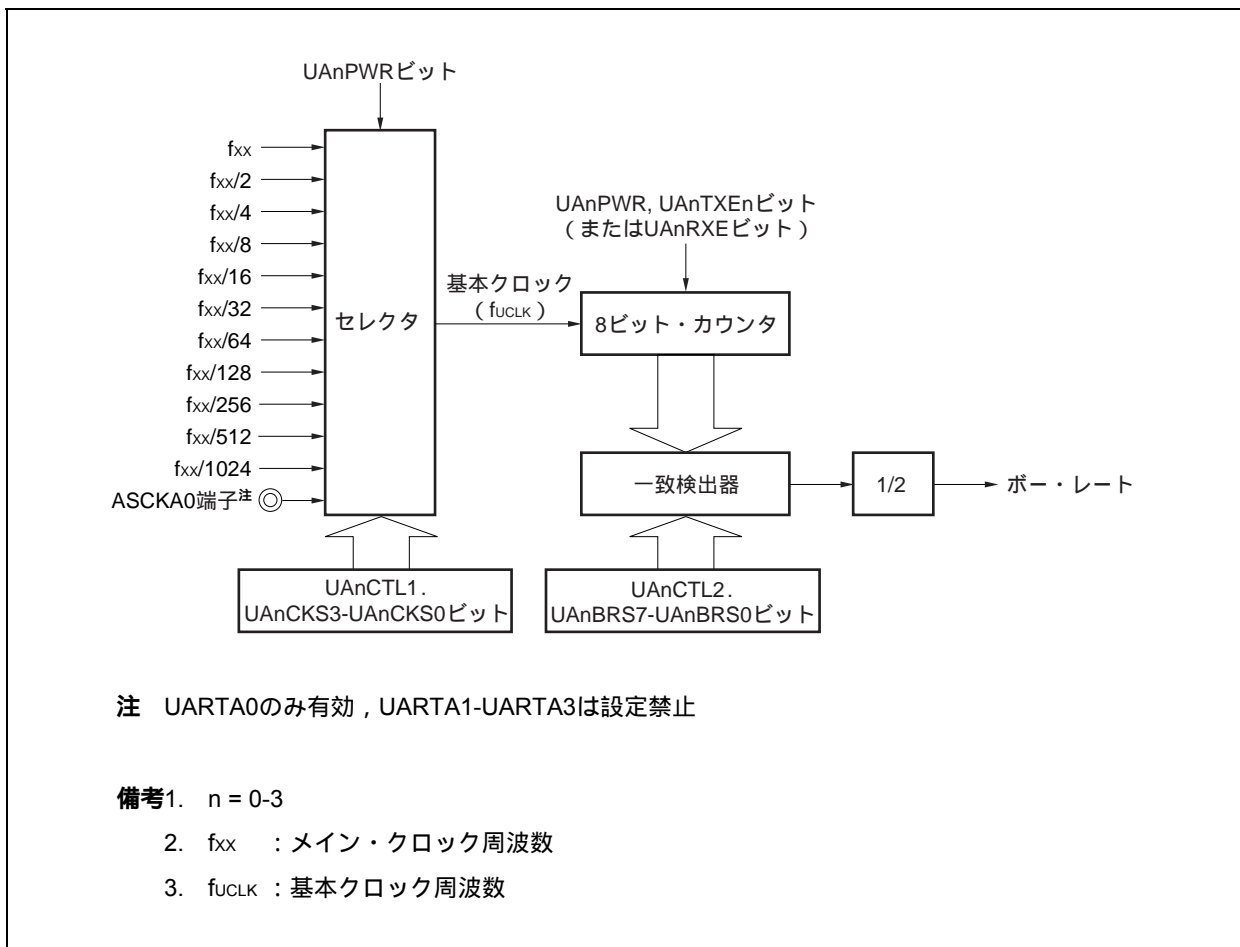 UAnPWRビット
fXX
fXX/2
fXX/4
fXX/8
fXX/16
fXX/32
fXX/64
fXX/128
fXX/256
fXX/512
fXX/1024
ASCKA0端子注
セレクタ
UAnCTL1.
UAnCKS3-UAnCKS0ビット
基本クロック
(fUCLK)
UAnPWR, UAnTXEnビット
(またはUAnRXEビット)
8ビット・カウンタ
一致検出器
1/2
ボー・レート
UAnCTL2.
UAnBRS7-UAnBRS0ビット
注 UARTA0のみ有効,UARTA1-UARTA3は設定禁止
備考1. n = 0-3
2. fXX :メイン・クロック周波数
3. fUCLK :基本クロック周波数